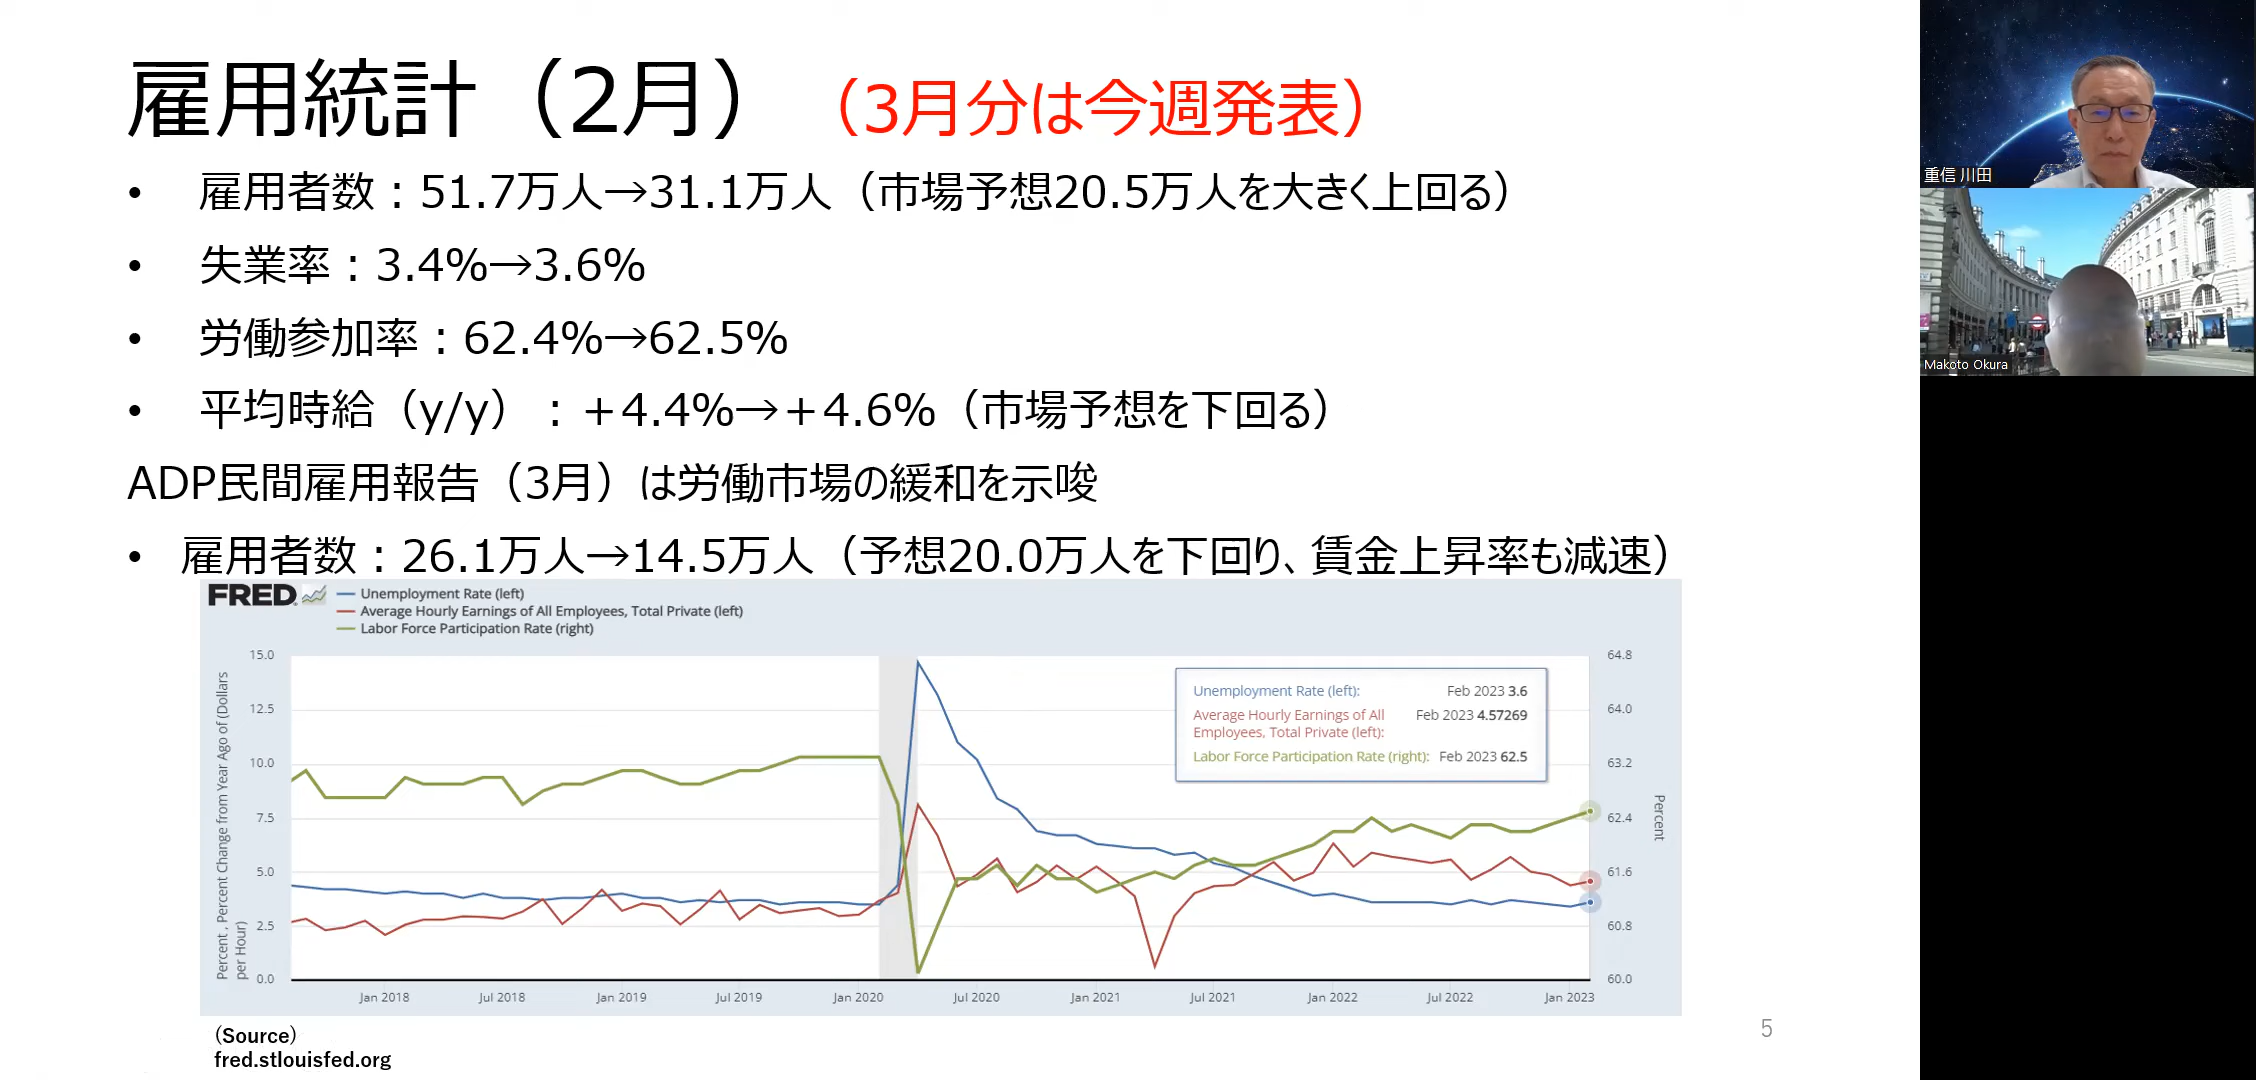 雇用統計（2月）（3月分は今週発表）
• 雇用者数：51.7万人→31.1万人（市場予想20.5万人を大きく上回る）
• 失業率：3.4%→3.6%
• 労働参加率：62.4%→62.5%
• 平均時給（y/y）：＋4.4%→＋4.6%（市場予想を下回る）
ADP民間雇用報告（3月）は労働市場の緩和を示唆
• 雇用者数：26.1万人→14.5万人（予想20.0万人を下回り、賃金上昇率も減速）
FRED
Unemployment Rate (left)
Average Hourly Earnings of All Employees, Total Private (left)
Labor Force Participation Rate (right)
Percent , Percent Change from Year Ago of (Dollars
per Hour)
15.0
12.5
10.0
7.5
5.0
2.5
0.0
Unemployment Rate (left): Feb 2023 3.6
Average Hourly Earnings of All Feb 2023 4.57269
Employees, Total Private (left):
Labor Force Participation Rate (right): Feb 2023 62.5
64.8
64.0
63.2
62.4
61.6
60.8
60.0
Percent
Jan 2018 Jul 2018 Jan 2019 Jul 2019 Jan 2020 Jul 2020 Jan 2021 Jul 2021 Jan 2022 Jul 2022 Jan 2023
(Source)
fred.stlouisfed.org
5
重信 川田
Makoto Okura